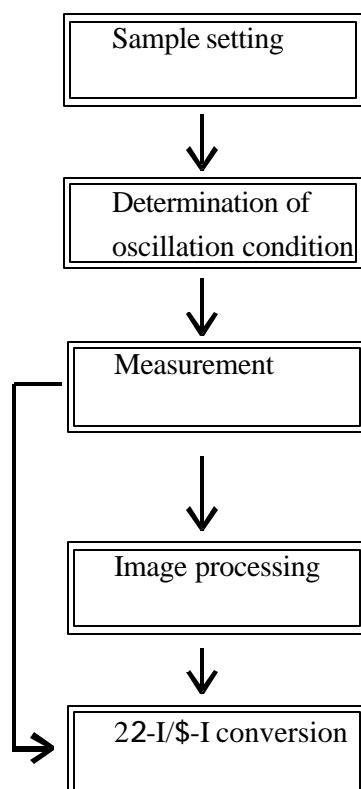 Sample setting
Determination of
oscillation condition
Measurement
Image processing
22-I/$-I conversion